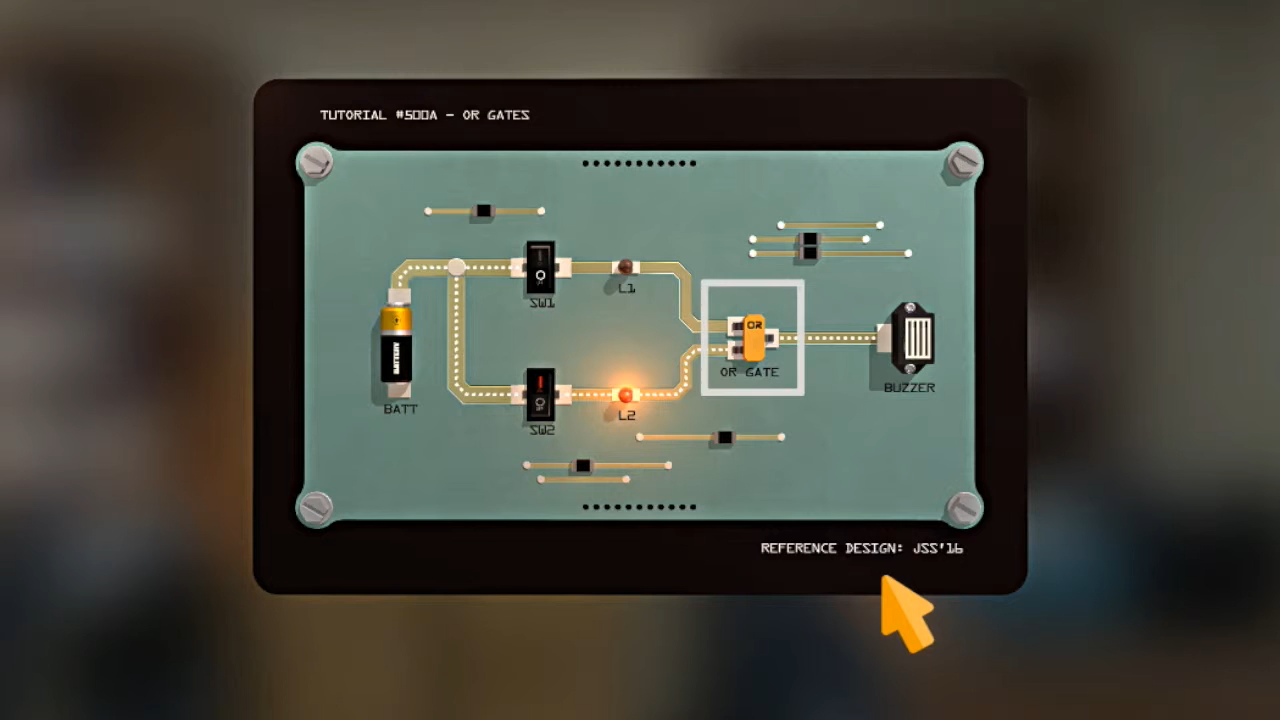 TUTORIAL #500A - OR GATES
SW1
L1
OR
BATTERY
OR GATE
BUZZER
BATT
L2
SW2
REFERENCE DESIGN: JSS'16